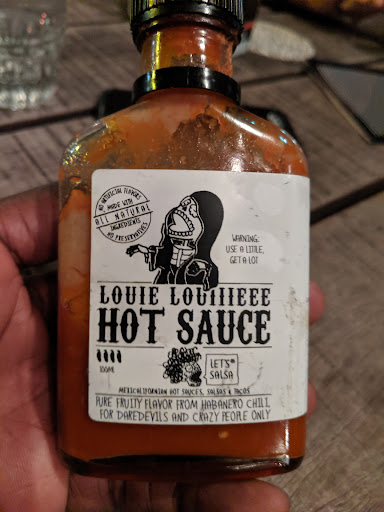 NO ARTIFICIAL FLAVORS
MADE WITH
ALL NATURAL
INGREDIENTS
NO PRESERVATIVES
WARNING:
USE A LITTLE,
GET A LOT
LOUIE LOUIIIEEE
HOT SAUCE
100ML
LET'S
SALSA
MEXICALIFORNIAN HOT SAUCES, SALSAS & TACOS
PURE FRUITY FLAVOR FROM HABANERO CHILI
FOR DAREDEVILS AND CRAZY PEOPLE ONLY